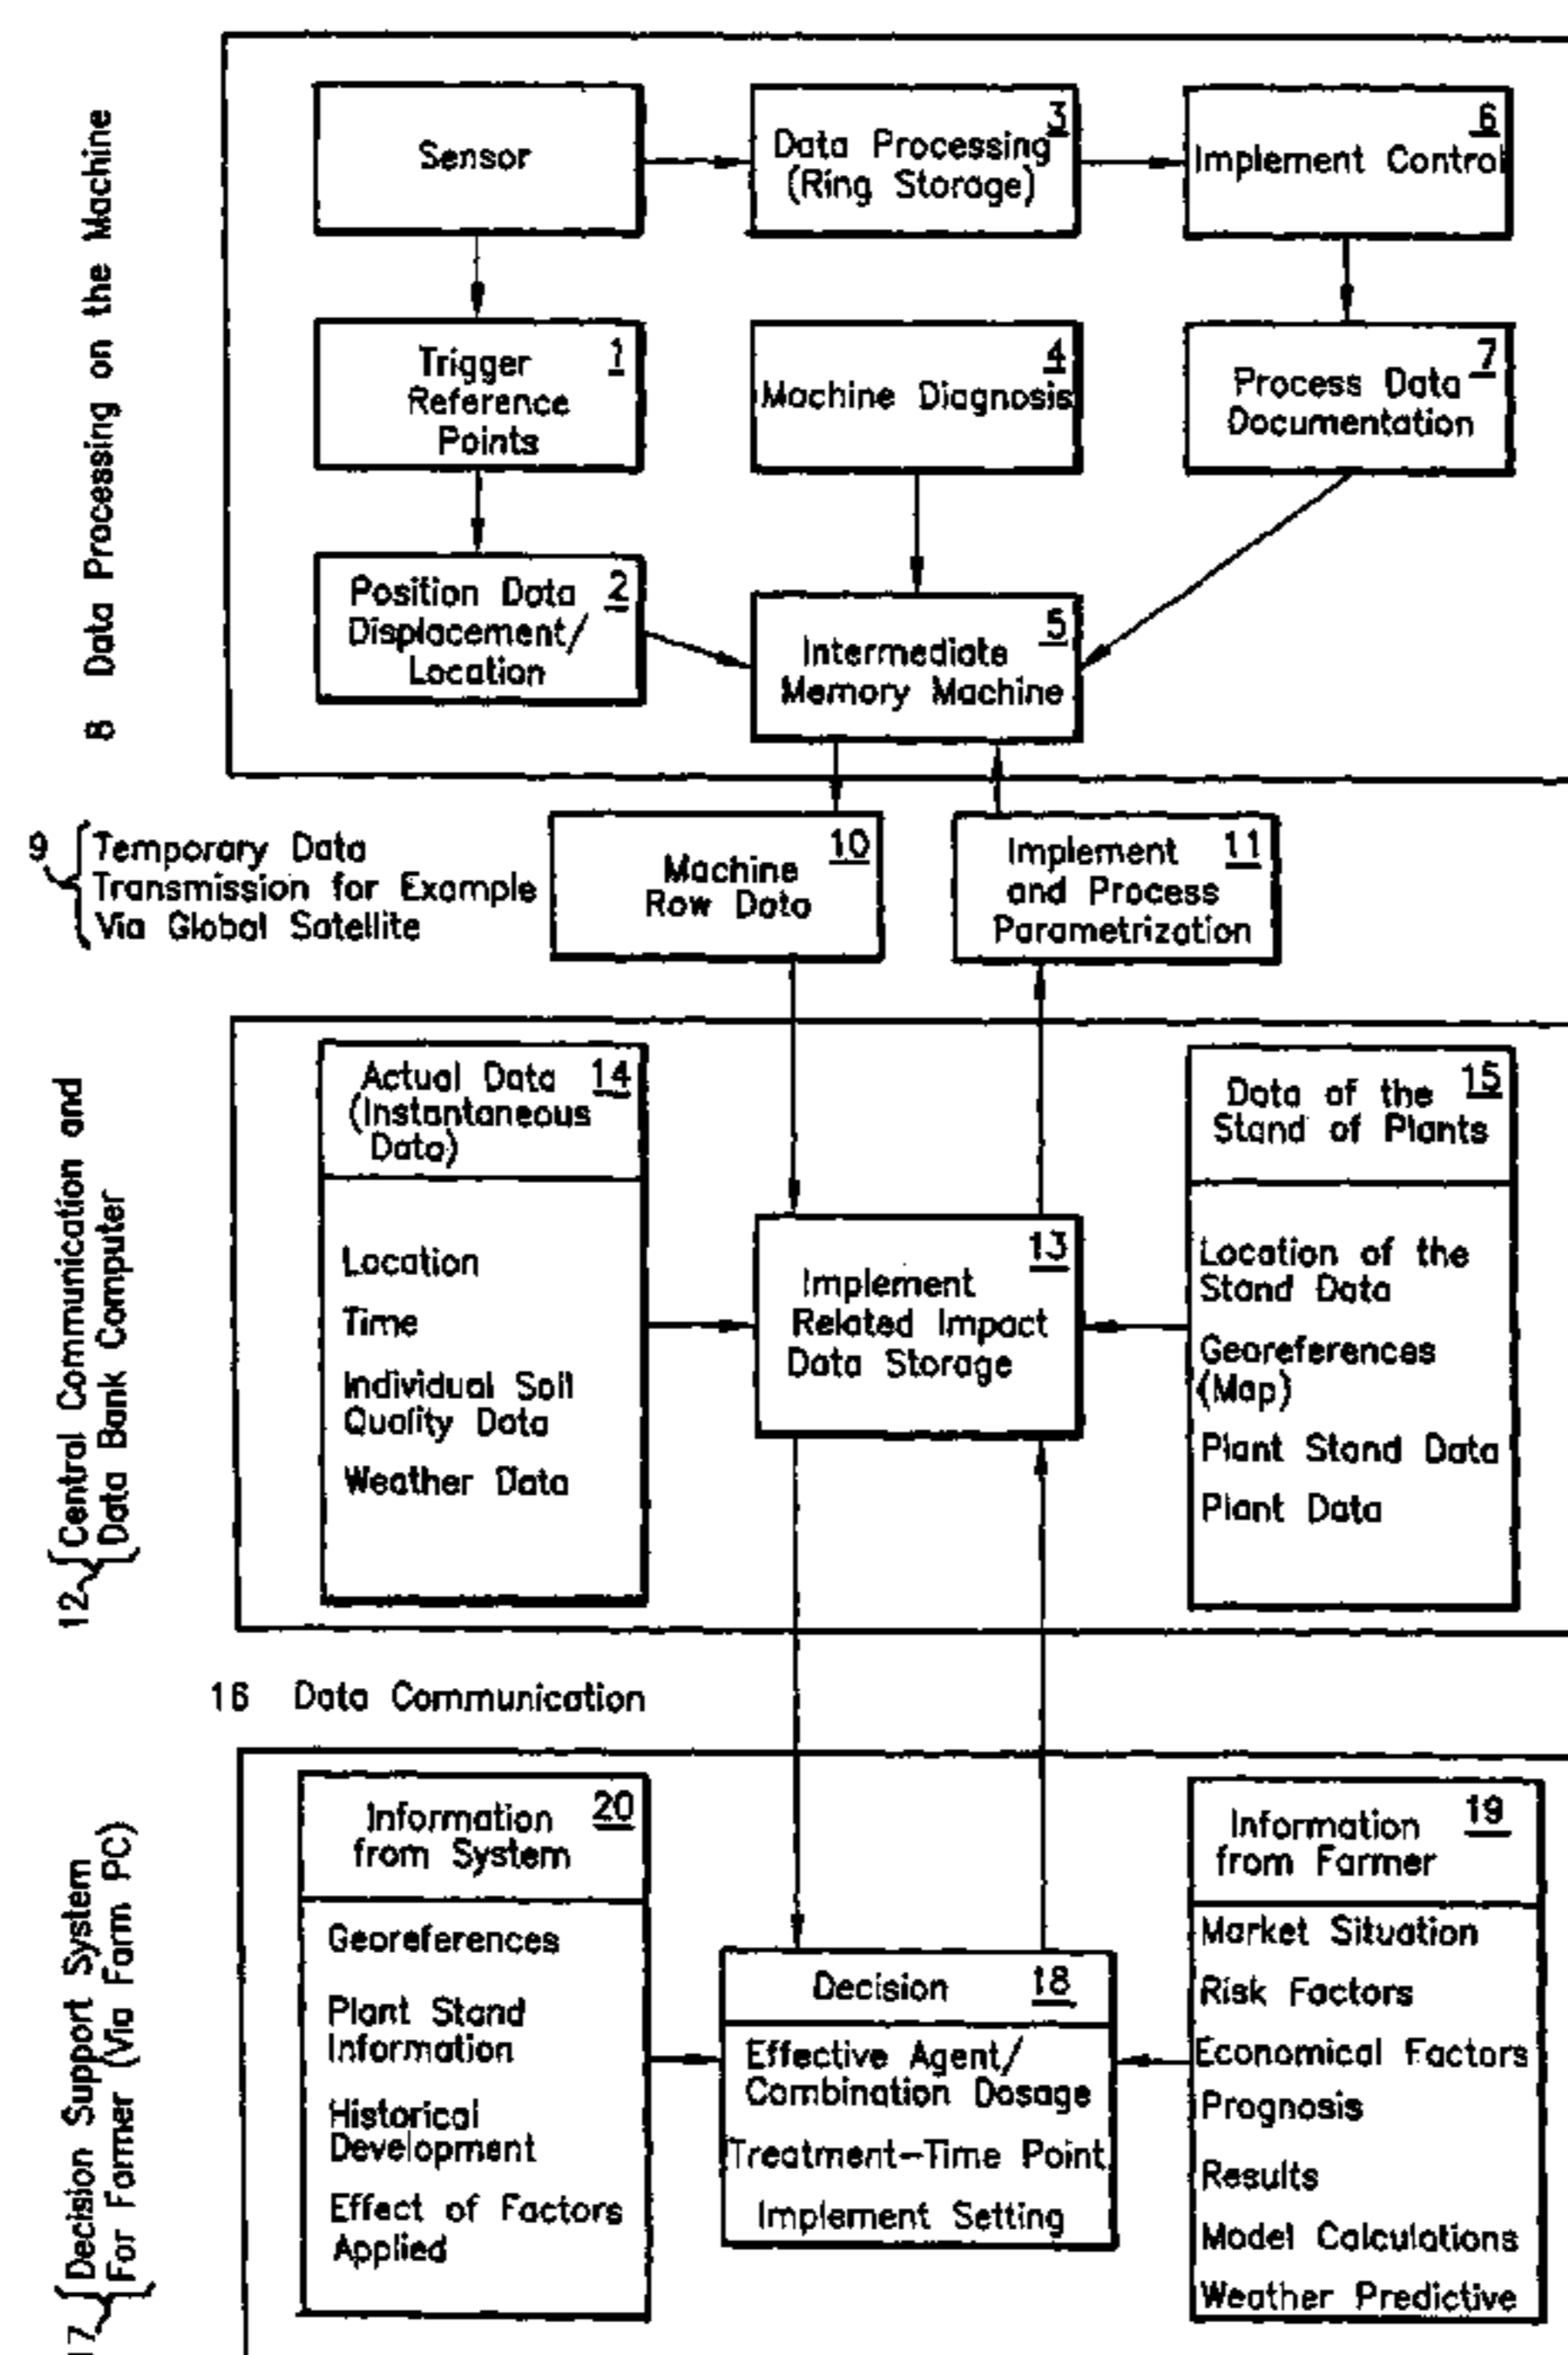 8 Data Processing on the Machine
Sensor
3
Data Processing
(Ring Storage)
6
Implement Control
1
Trigger
Reference
Points
4
Machine Diagnosis
7
Process Data
Documentation
2
Position Data
Displacement/
Location
5
Intermediate
Memory Machine
9
Temporary Data
Transmission for Example
Via Global Satellite
10
Machine
Row Data
11
Implement
and Process
Parametrization
12
Central Communication and
Data Bank Computer
14
Actual Data
(Instantaneous
Data)
Location
Time
Individual Soil
Quality Data
Weather Data
13
Implement
Related Impact
Data Storage
15
Data of the
Stand of Plants
Location of the
Stand Data
Georeferences
(Map)
Plant Stand Data
Plant Data
16 Data Communication
17
Decision Support System
For Farmer (Via Farm PC)
20
Information
from System
Georeferences
Plant Stand
Information
Historical
Development
Effect of Factors
Applied
Decision 18
Effective Agent/
Combination Dosage
Treatment-Time Point
Implement Setting
19
Information
from Farmer
Market Situation
Risk Factors
Economical Factors
Prognosis
Results
Model Calculations
Weather Predictive